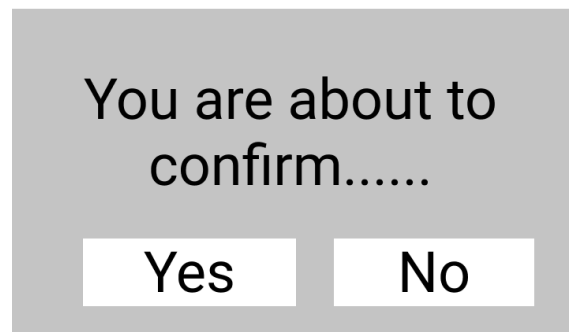 You are about to
confirm......
Yes No